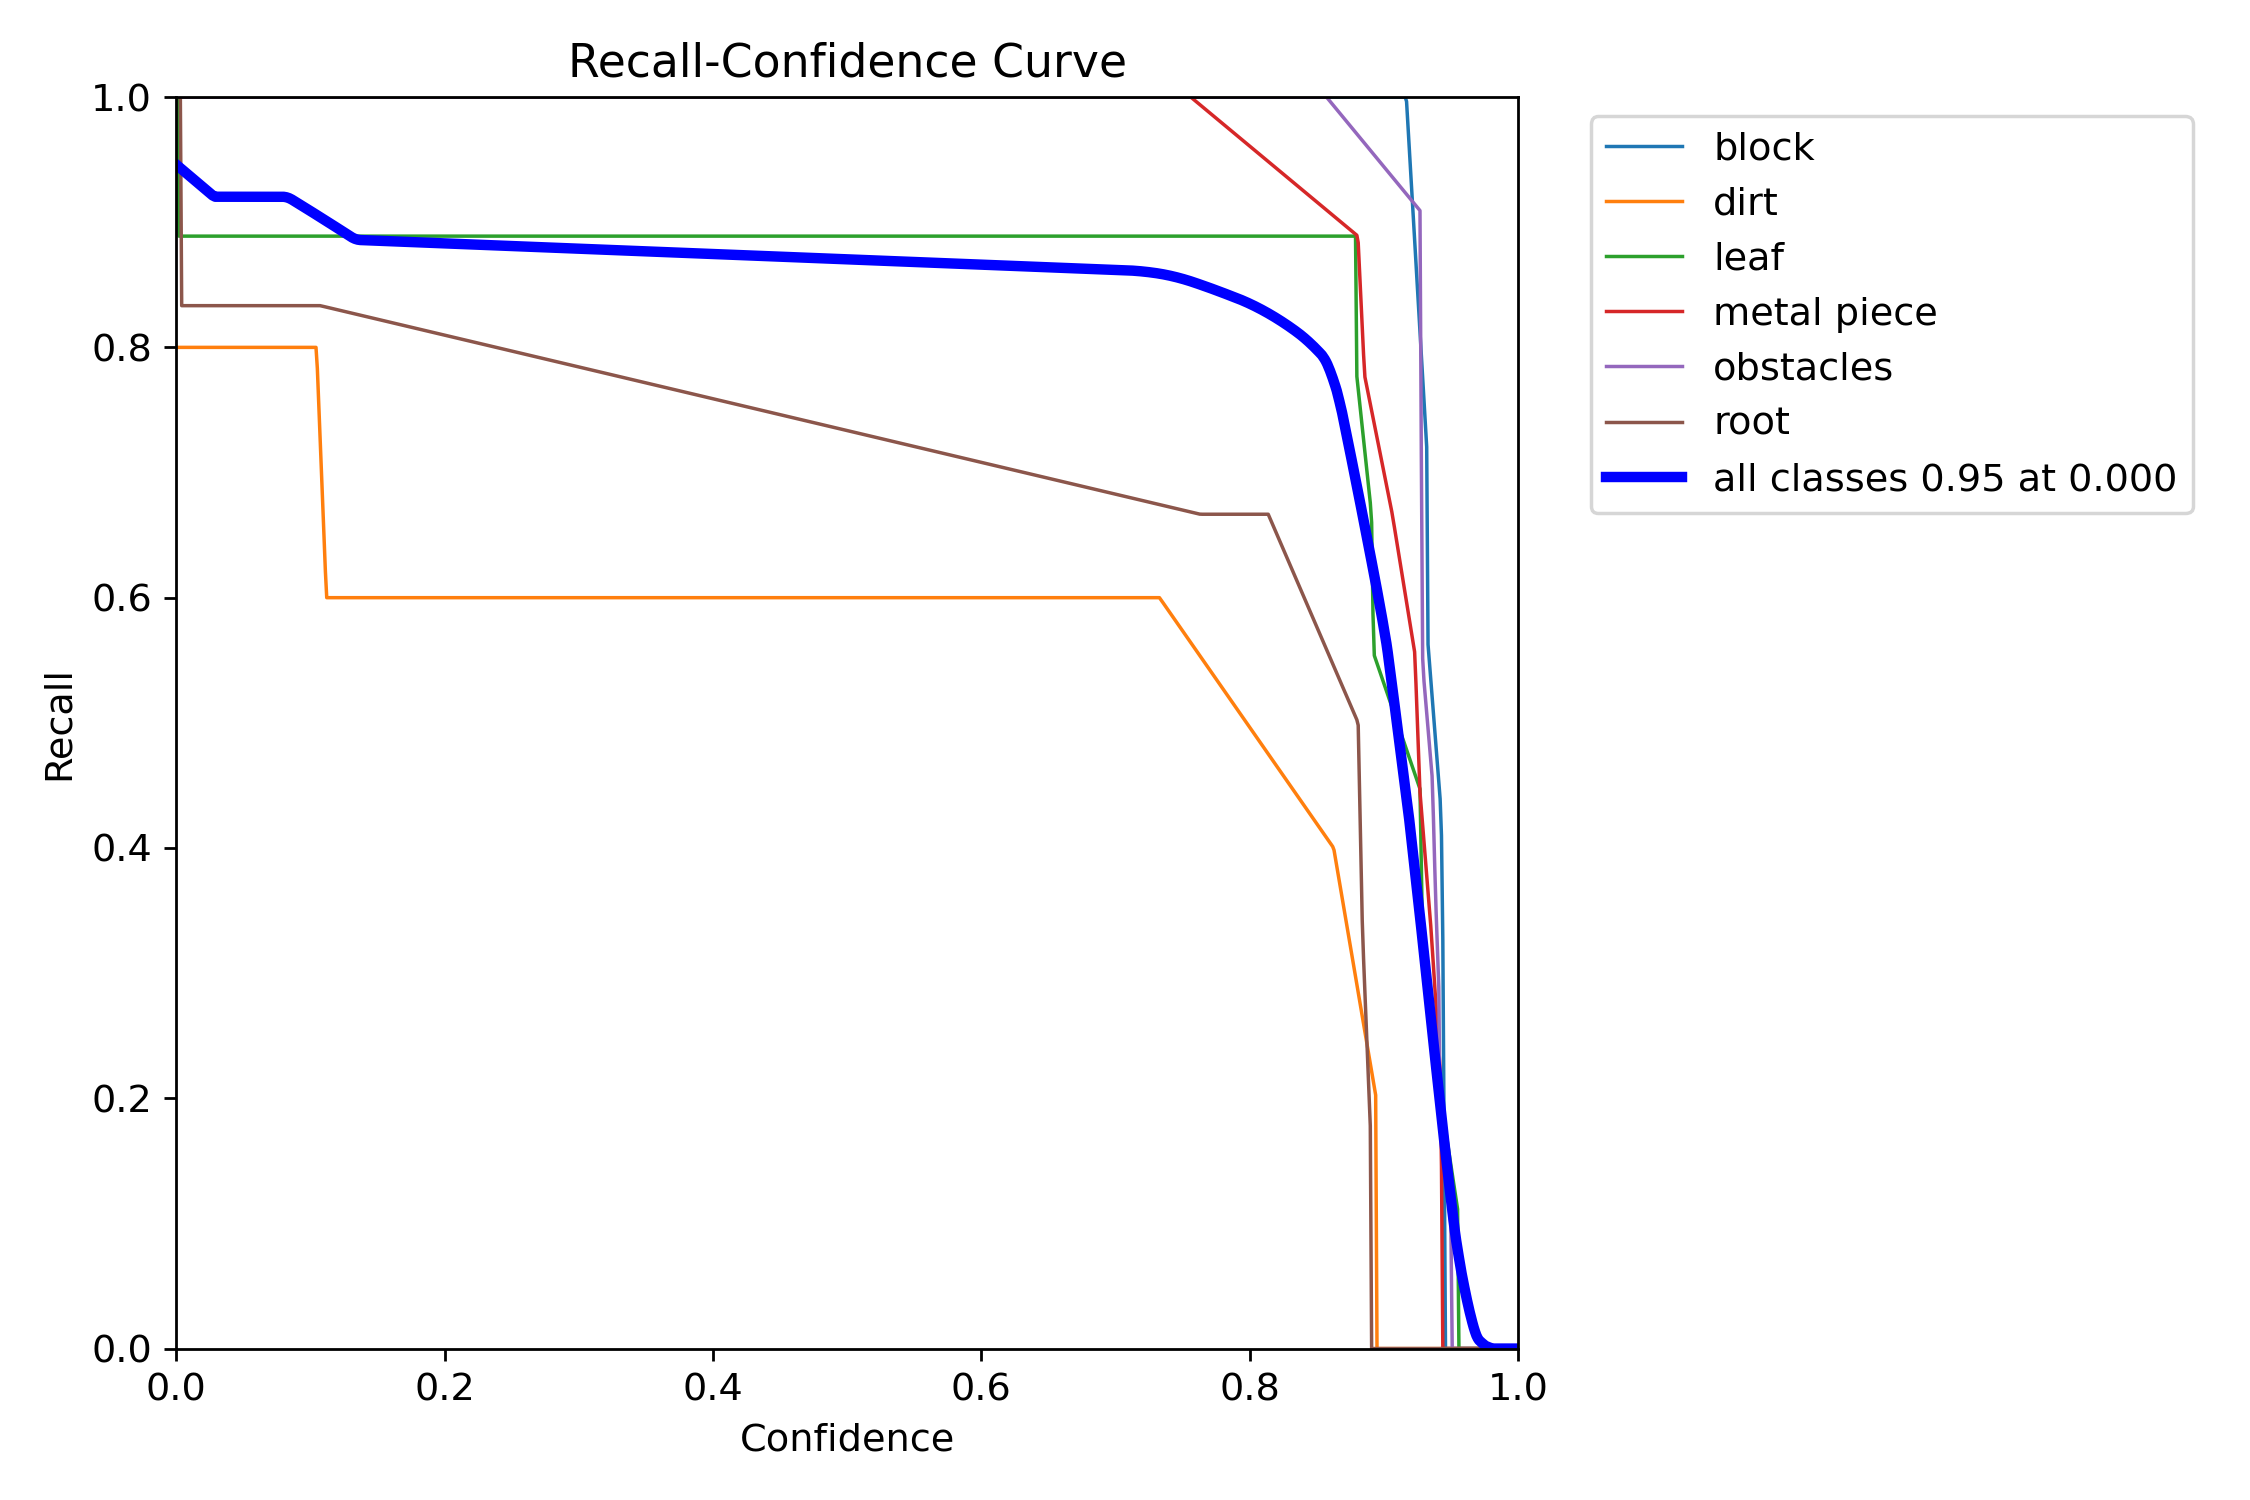 Recall-Confidence Curve
1.0
0.8
0.6
0.4
0.2
0.0
Recall
0.0 0.2 0.4 0.6 0.8 1.0
Confidence
block
dirt
leaf
metal piece
obstacles
root
all classes 0.95 at 0.000